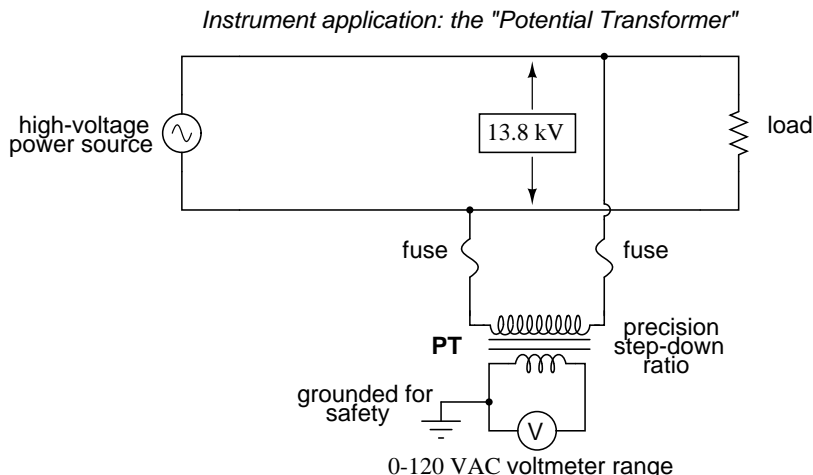 Instrument application: the "Potential Transformer"
high-voltage
power source
13.8 kV
load
fuse
fuse
PT
precision
step-down
ratio
grounded for
safety
V
0-120 VAC voltmeter range